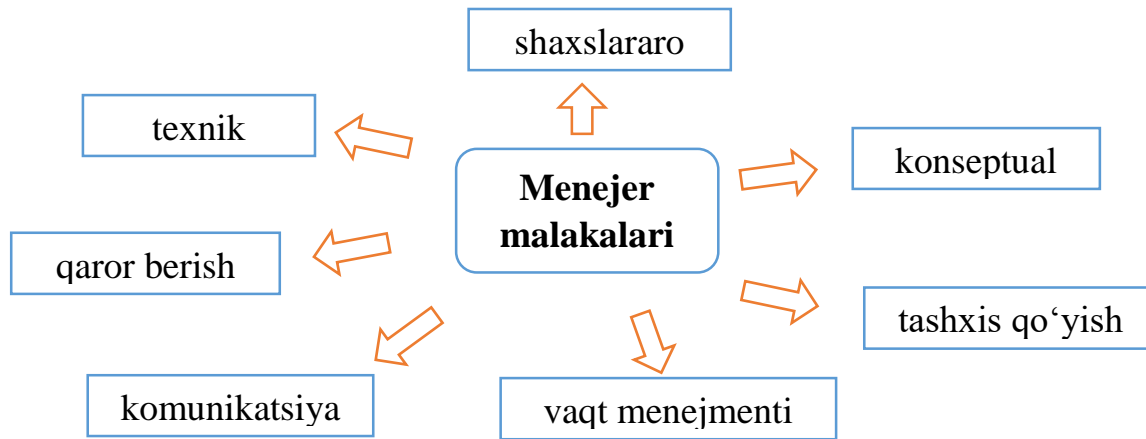 shaxslararo
texnik
konseptual
Menejer
malakalari
qaror berish
tashxis qo‘yish
komunikatsiya
vaqt menejmenti